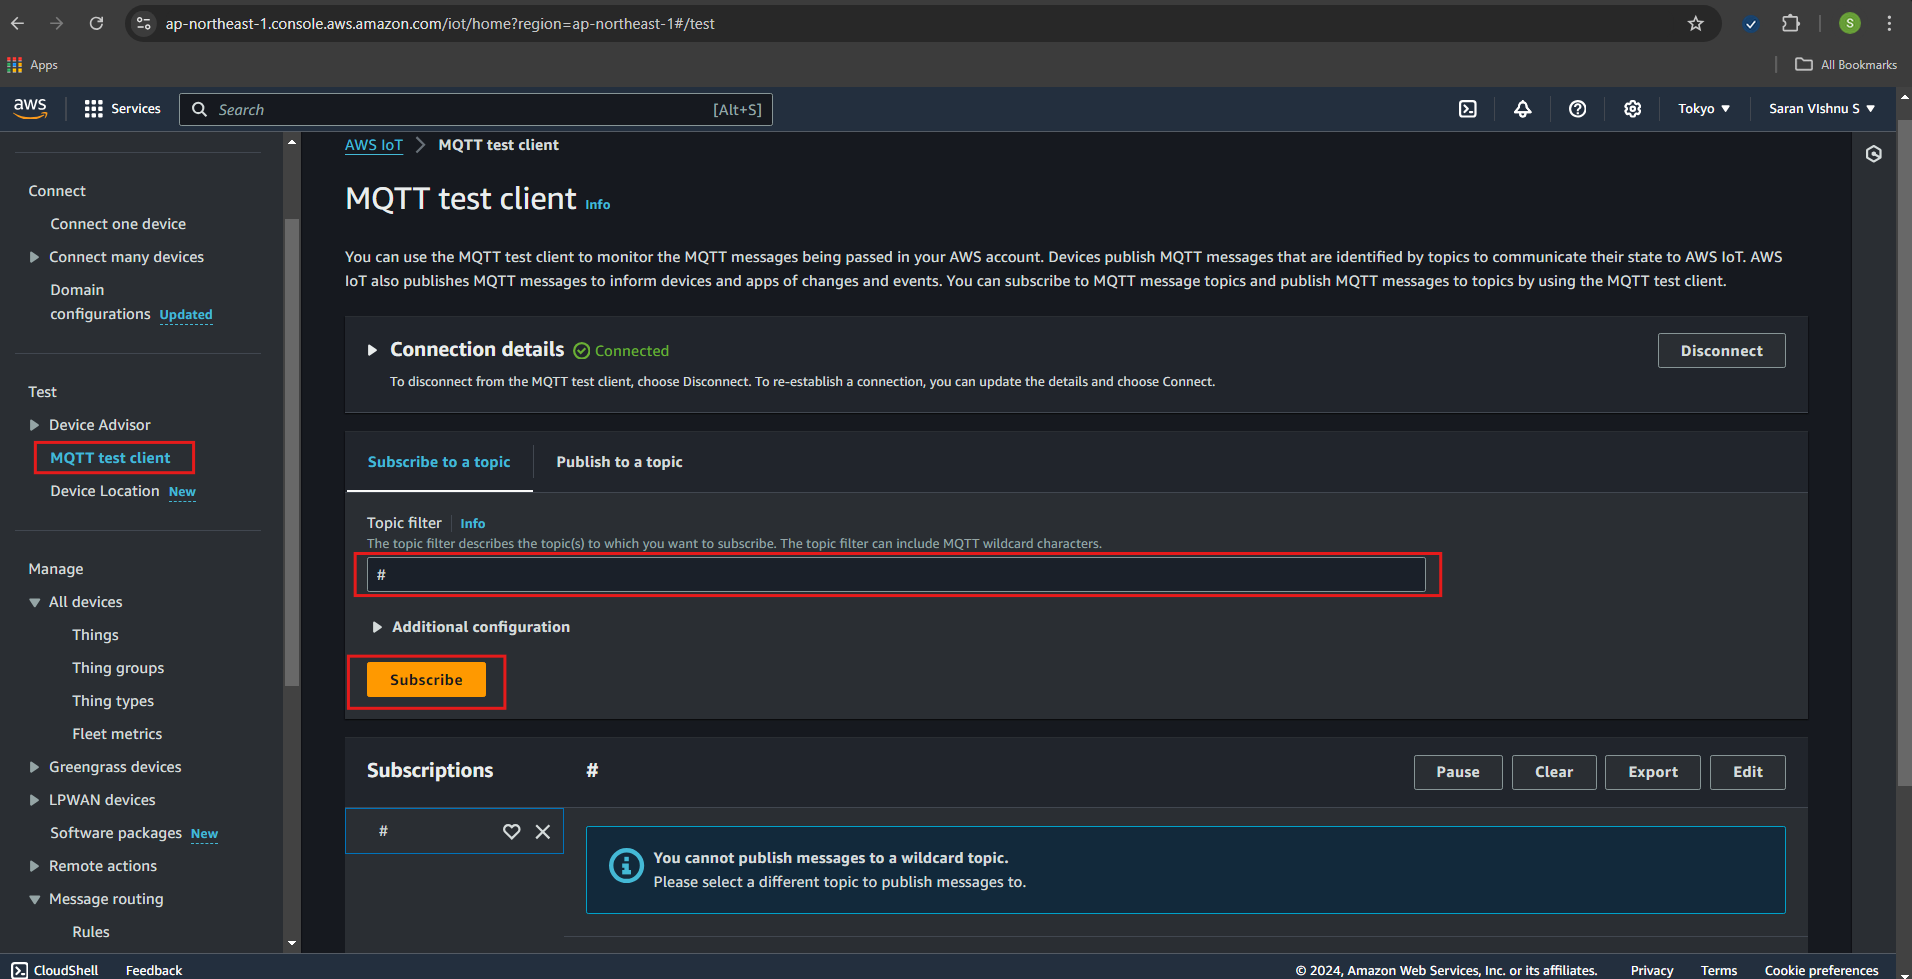 ap-northeast-1.console.aws.amazon.com/iot/home?region=ap-northeast-1#/test
S
Apps
All Bookmarks
aws
Services
Search
[Alt+S]
Tokyo
Saran VIshnu S
Connect
Connect one device
Connect many devices
Domain
configurations Updated
Test
Device Advisor
MQTT test client
Device Location New
Manage
All devices
Things
Thing groups
Thing types
Fleet metrics
Greengrass devices
LPWAN devices
Software packages New
Remote actions
Message routing
Rules
AWS IoT > MQTT test client
MQTT test client Info
You can use the MQTT test client to monitor the MQTT messages being passed in your AWS account. Devices publish MQTT messages that are identified by topics to communicate their state to AWS IoT. AWS
IoT also publishes MQTT messages to inform devices and apps of changes and events. You can subscribe to MQTT message topics and publish MQTT messages to topics by using the MQTT test client.
Connection details Connected
Disconnect
To disconnect from the MQTT test client, choose Disconnect. To re-establish a connection, you can update the details and choose Connect.
Subscribe to a topic
Publish to a topic
Topic filter Info
The topic filter describes the topic(s) to which you want to subscribe. The topic filter can include MQTT wildcard characters.
#
Additional configuration
Subscribe
Subscriptions
#
Pause
Clear
Export
Edit
#
You cannot publish messages to a wildcard topic.
Please select a different topic to publish messages to.
CloudShell
Feedback
© 2024, Amazon Web Services, Inc. or its affiliates.
Privacy
Terms
Cookie preferences